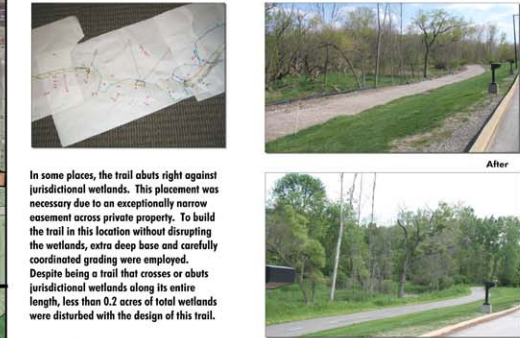 After
In some places, the trail abuts right against
jurisdictional wetlands. This placement was
necessary due to an exceptionally narrow
easement across private property. To build
the trail in this location without disrupting
the wetlands, extra deep base and carefully
coordinated grading were employed.
Despite being a trail that crosses or abuts
jurisdictional wetlands along its entire
length, less than 0.2 acres of total wetlands
were disturbed with the design of this trail.